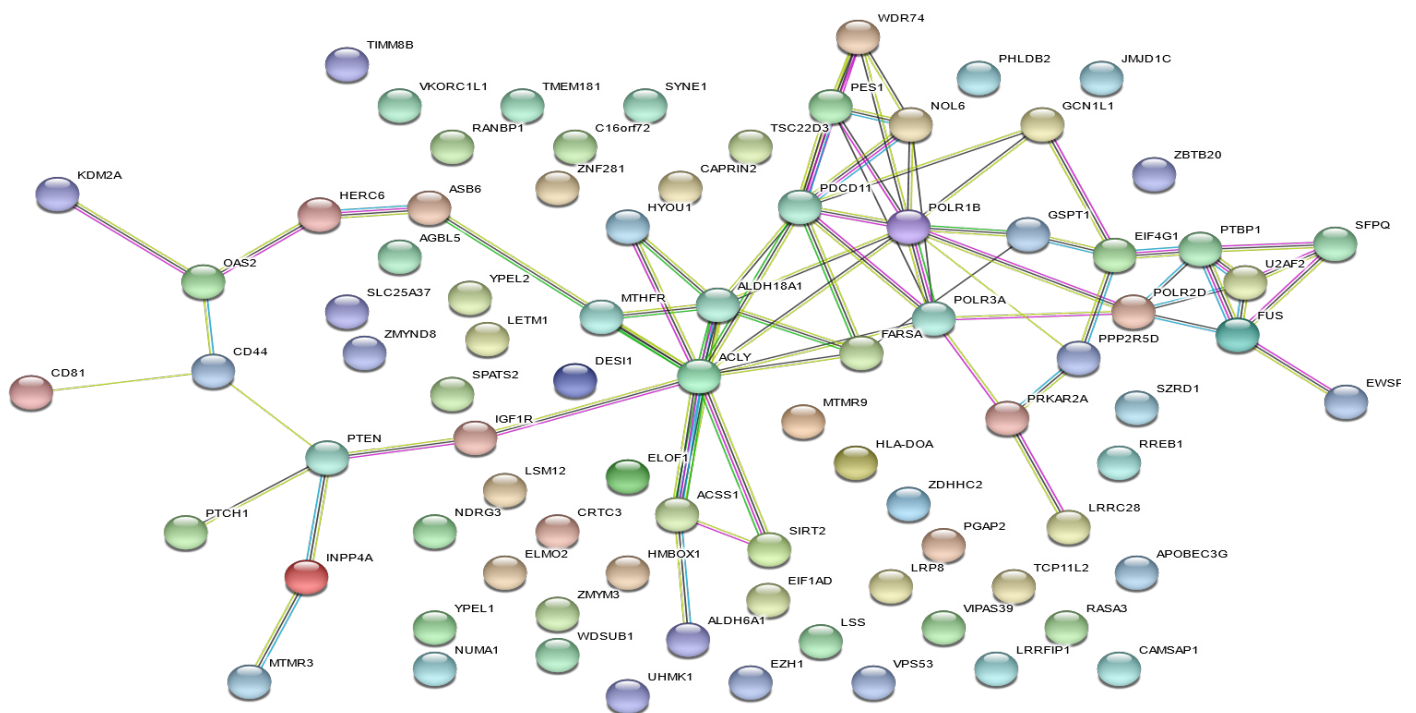 WDR74
TIMM8B
PHLDB2
JMJD1C
VKORC1L1
TMEM181
SYNE1
PES1
NOL6
GCN1L1
RANBP1
C16orf72
TSC22D3
ZBTB20
KDM2A
HERC6
ASB6
ZNF281
CAPRIN2
PDCD11
POLR1B
GSPT1
EIF4G1
PTBP1
SFPQ
HYOU1
AGBL5
OAS2
U2AF2
YPEL2
SLC25A37
ALDH18A1
MTHFR
POLR3A
POLR2D
FUS
ZMYND8
LETM1
FARSA
PPP2R5D
CD44
CD81
ACLY
DESI1
SPATS2
EWSF
SZRD1
PRKAR2A
MTMR9
IGF1R
PTEN
HLA-DOA
RREB1
ELOF1
LSM12
ZDHHC2
ACSS1
LRRC28
PTCH1
NDRG3
CRTC3
SIRT2
PGAP2
INPP4A
ELMO2
HMBOX1
LRP8
TCP11L2
APOBEC3G
EIF1AD
ZMYM3
YPEL1
VIPAS39
RASA3
ALDH6A1
LSS
WDSUB1
NUMA1
MTMR3
UHMK1
EZH1
VPS53
LRRFIP1
CAMSAP1